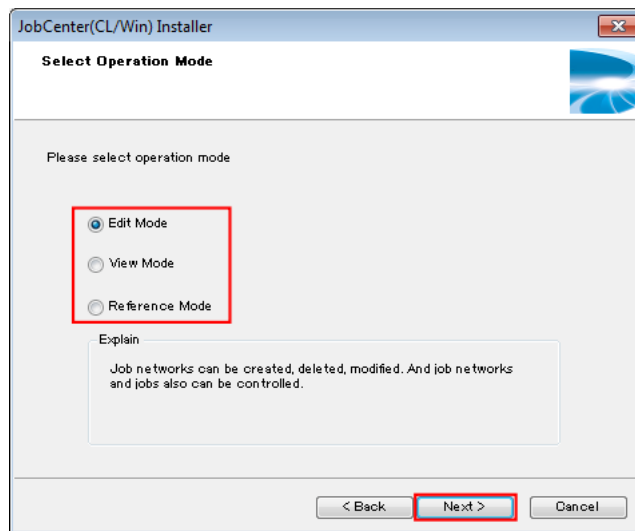 JobCenter(CL/Win) Installer
Select Operation Mode
Please select operation mode
Edit Mode
View Mode
Reference Mode
Explain
Job networks can be created, deleted, modified. And job networks
and jobs also can be controlled.
< Back Next > Cancel